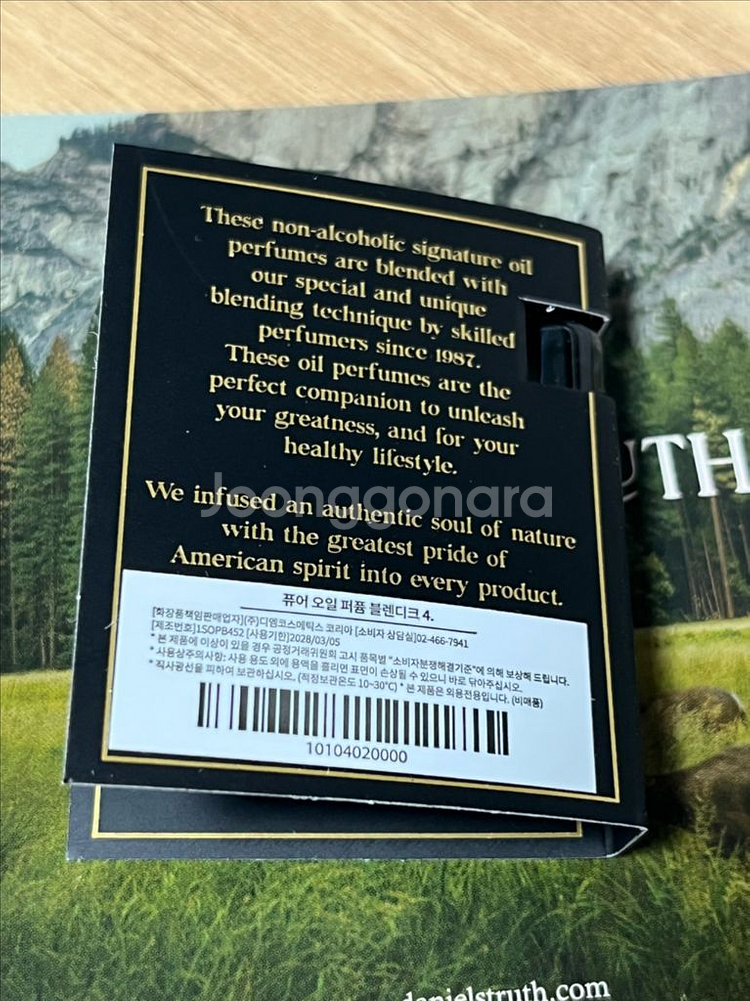 These non-alcoholic signature oil
perfumes are blended with
our special and unique
blending technique by skilled
perfumers since 1987.
These oil perfumes are the
perfect companion to unleash
your greatness, and for your
healthy lifestyle.
UTH
Joonggonara
We infused an authentic soul of nature
with the greatest pride of
American spirit into every product.
퓨어 오일 퍼퓸 블렌디크 4.
[화장품책임판매업자](주)디엠코스메틱스 코리아 [소비자 상담실]02-466-7941
[제조번호]1SOPB452 [사용기한]2028/03/05
* 본 제품에 이상이 있을 경우 공정거래위원회 고시 품목별 "소비자분쟁해결기준"에 의해 보상해 드립니다.
* 사용상주의사항: 사용 용도 외에 용액을 흘리면 표면이 손상될 수 있으니 바로 닦아주십시오.
* 직사광선을 피하여 보관하십시오. (적정보관온도 10~30℃) * 본 제품은 외용전용입니다. (비매품)
10104020000
danielstruth.com